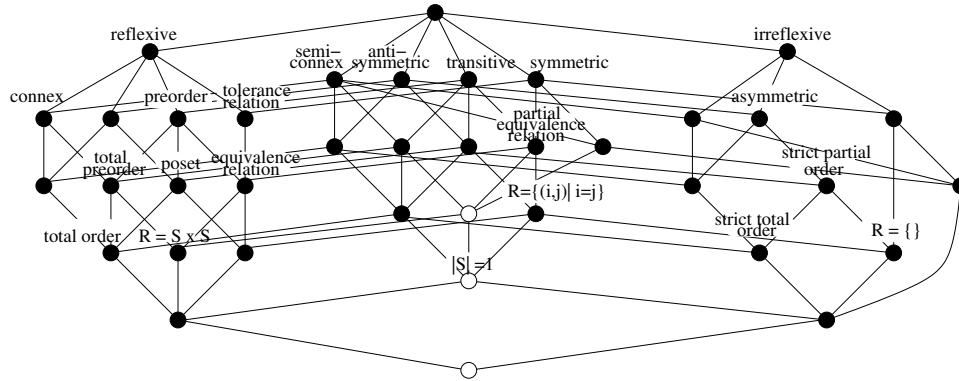 reflexive
irreflexive
semi-
connex
anti-
symmetric
transitive
symmetric
connex
preorder
tolerance
relation
asymmetric
partial
equivalence
relation
total
preorder
poset
equivalence
relation
strict partial
order
R={(i,j)| i=j}
total order
R = S x S
strict total
order
R = {}
|S| =1